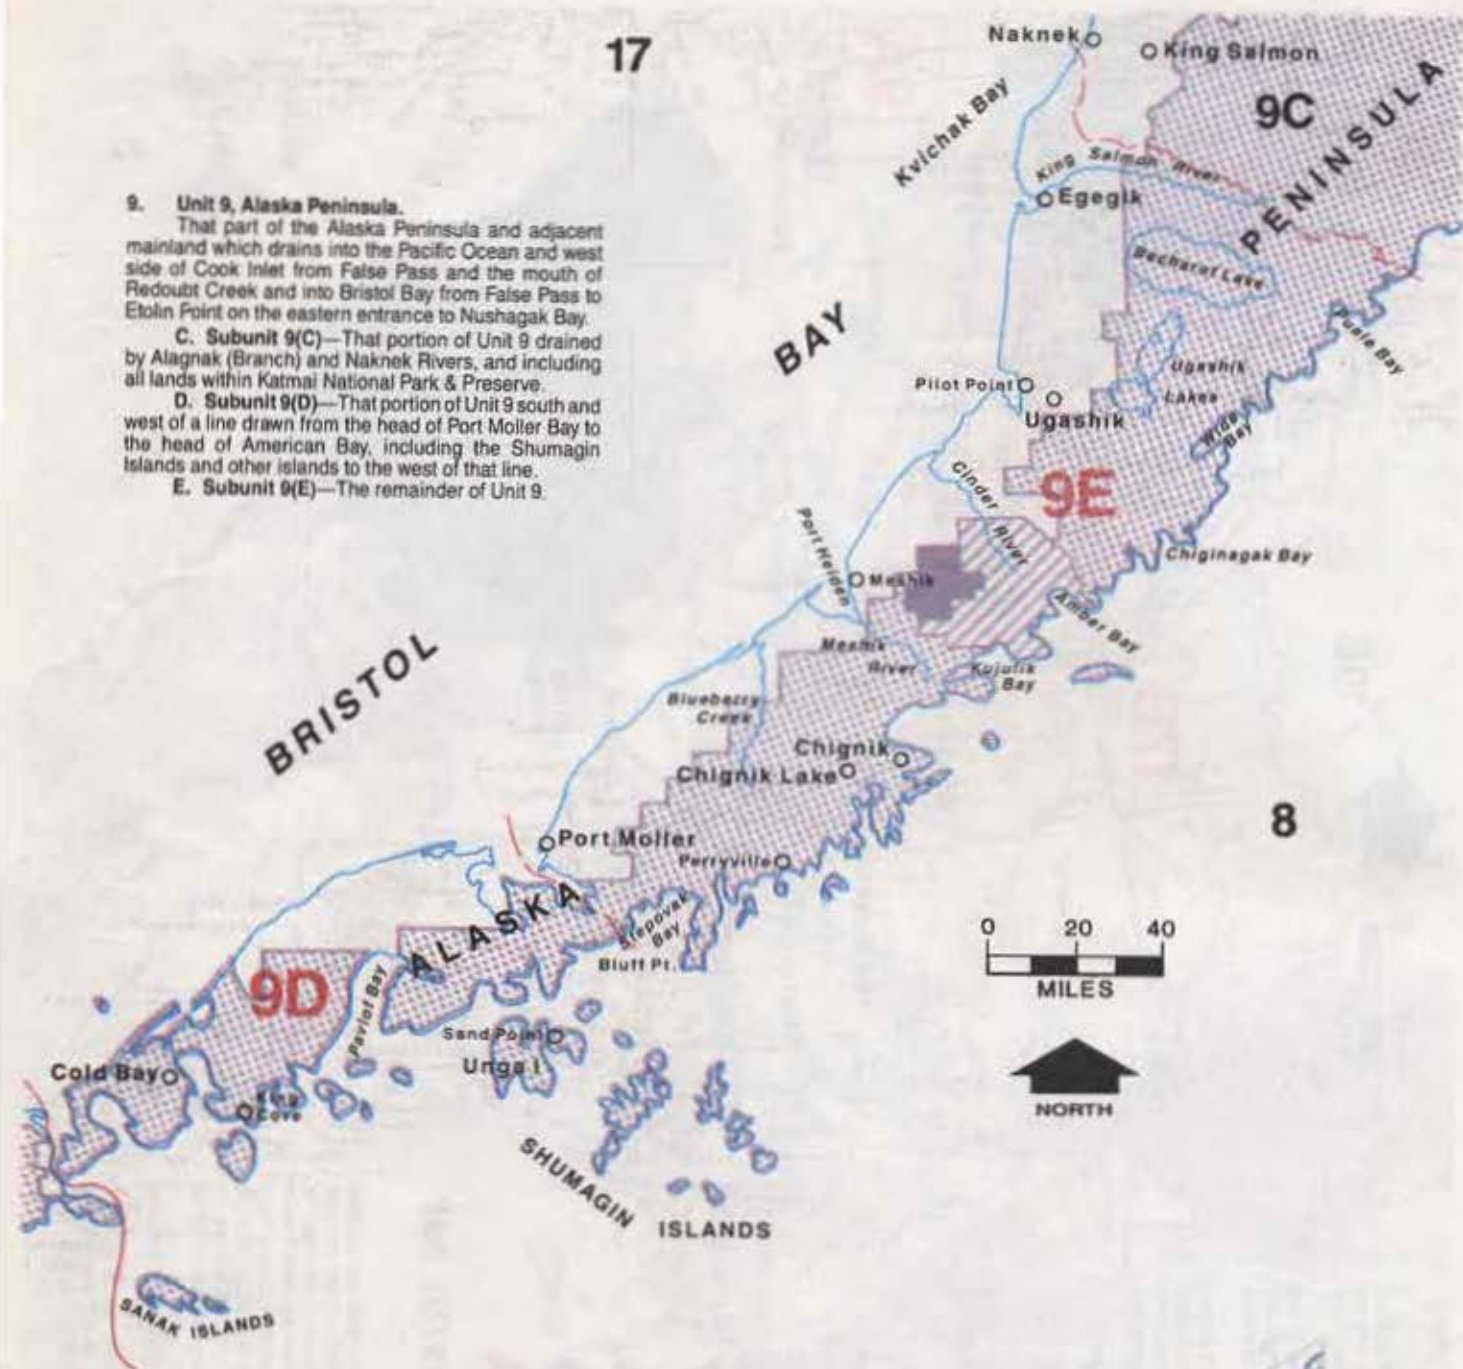 17
Naknek
King Salmon
9C
PENINSULA
Kvichak Bay
King Salmon River
Egegik
9. Unit 9, Alaska Peninsula.
That part of the Alaska Peninsula and adjacent
mainland which drains into the Pacific Ocean and west
side of Cook Inlet from False Pass and the mouth of
Redoubt Creek and into Bristol Bay from False Pass to
Etolin Point on the eastern entrance to Nushagak Bay.
C. Subunit 9(C)—That portion of Unit 9 drained
by Alagnak (Branch) and Naknek Rivers, and including
all lands within Katmai National Park & Preserve.
D. Subunit 9(D)—That portion of Unit 9 south and
west of a line drawn from the head of Port Moller Bay to
the head of American Bay, including the Shumagin
Islands and other islands to the west of that line.
E. Subunit 9(E)—The remainder of Unit 9.
Becharof Lake
Puale Bay
BAY
Ugashik
Lakes
Pilot Point
Ugashik
Wide
Bay
Cinder River
9E
Port Heiden
Chiginagak Bay
Meshik
Amber Bay
Meshik
River
Kujulik
Bay
BRISTOL
Blueberry
Creek
Chignik
Chignik Lake
8
Port Moller
Perryville
ALASKA
Stepovak
Bay
Bluff Pt.
0 20 40
MILES
9D
Pavlof Bay
Sand Point
Unga I
Cold Bay
King
Cove
NORTH
SHUMAGIN
ISLANDS
SANAK ISLANDS